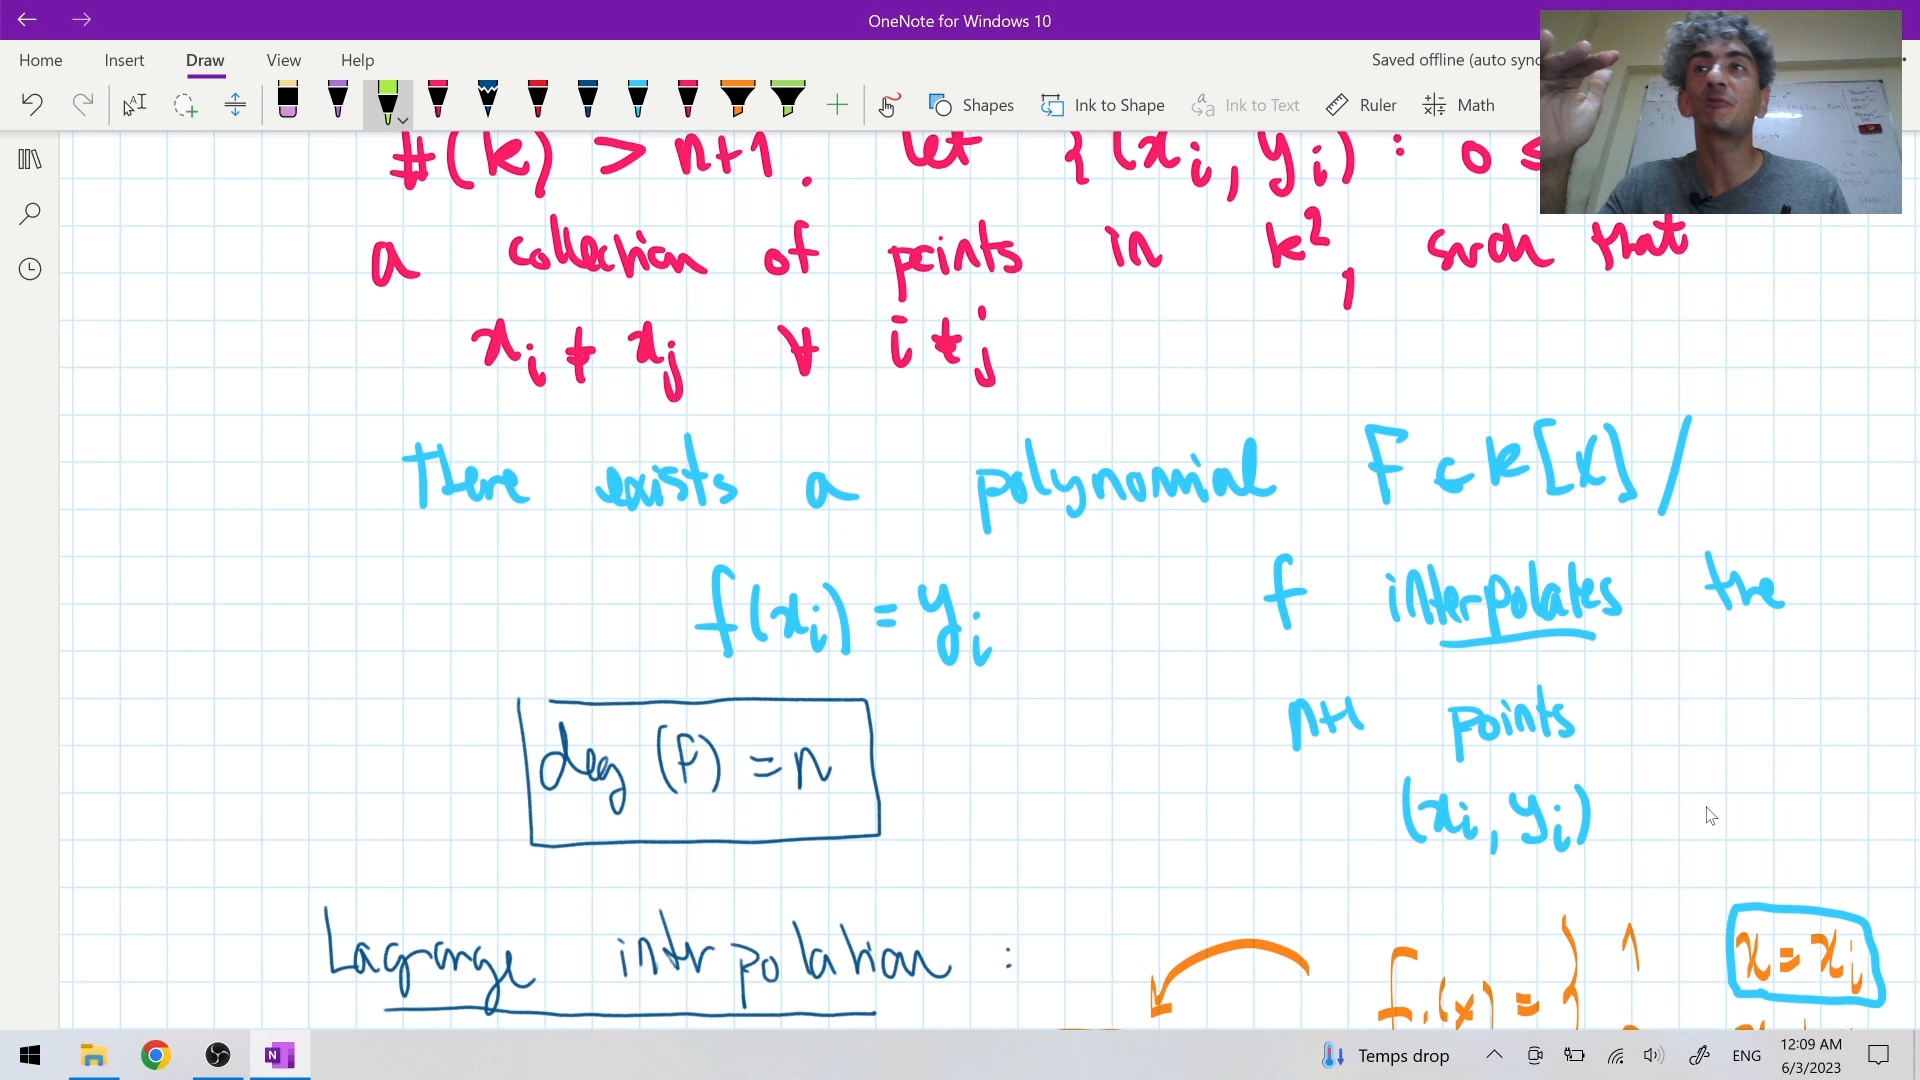 OneNote for Windows 10
Home Insert Draw View Help Saved offline (auto sync
Shapes Ink to Shape Ink to Text Ruler Math
#(k) > n+1. Let {(xi, yi) : 0 ≤
a collection of points in k², such that
xi ≠ xj ∀ i ≠ j
There exists a polynomial F ∈ k[x] /
f(xi) = yi
f interpolates the
n+1 points
(xi, yi)
deg (F) = n
Lagrange interpolation :
fi(x) = { 1 x = xi
Temps drop ENG 12:09 AM
6/3/2023